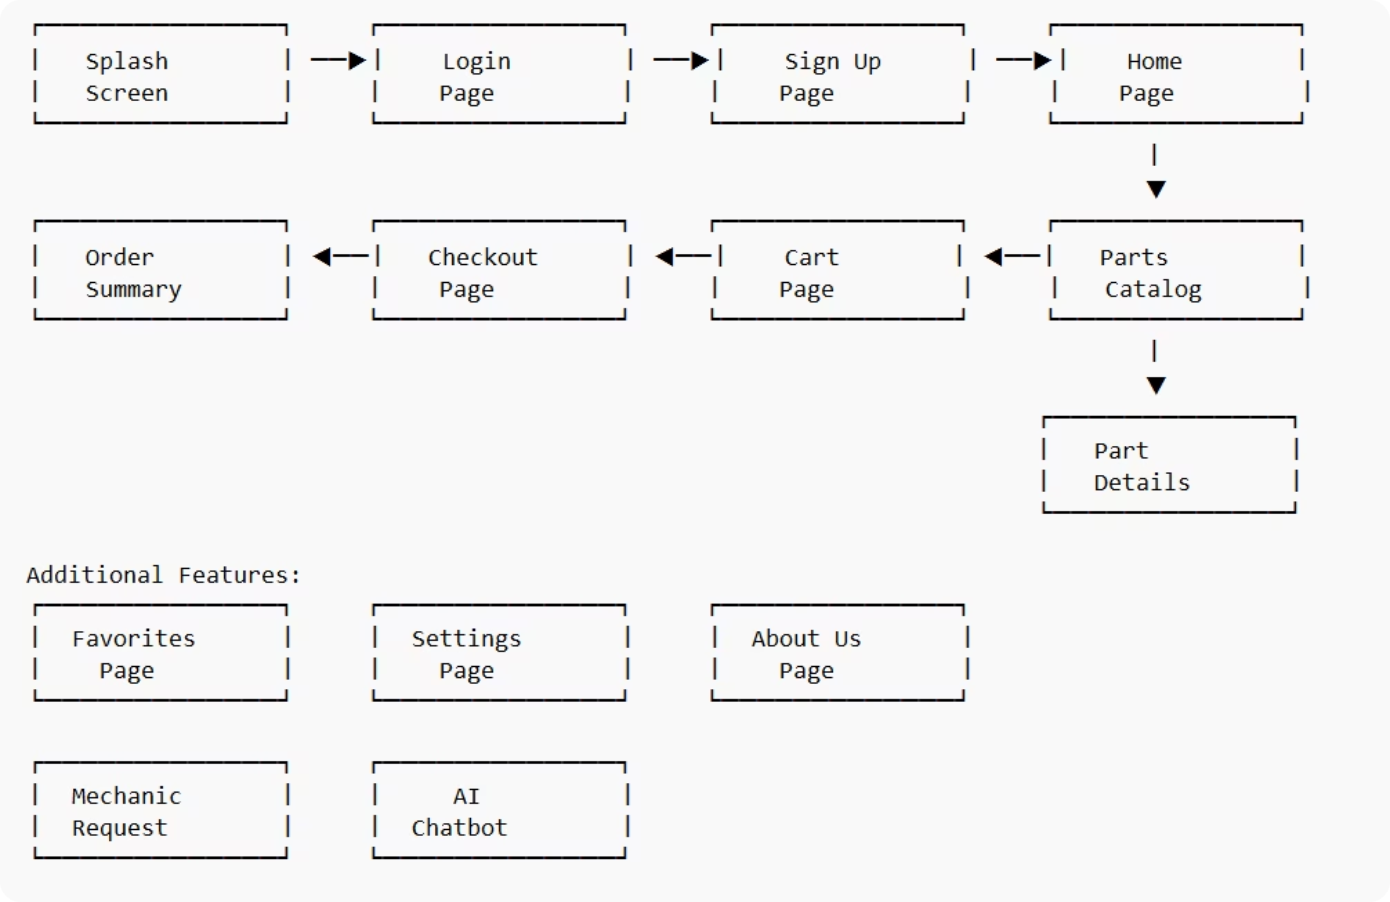 Splash Login Sign Up Home
Screen Page Page Page
Order Checkout Cart Parts
Summary Page Page Catalog
Part
Details
Additional Features:
Favorites Settings About Us
Page Page Page
Mechanic AI
Request Chatbot